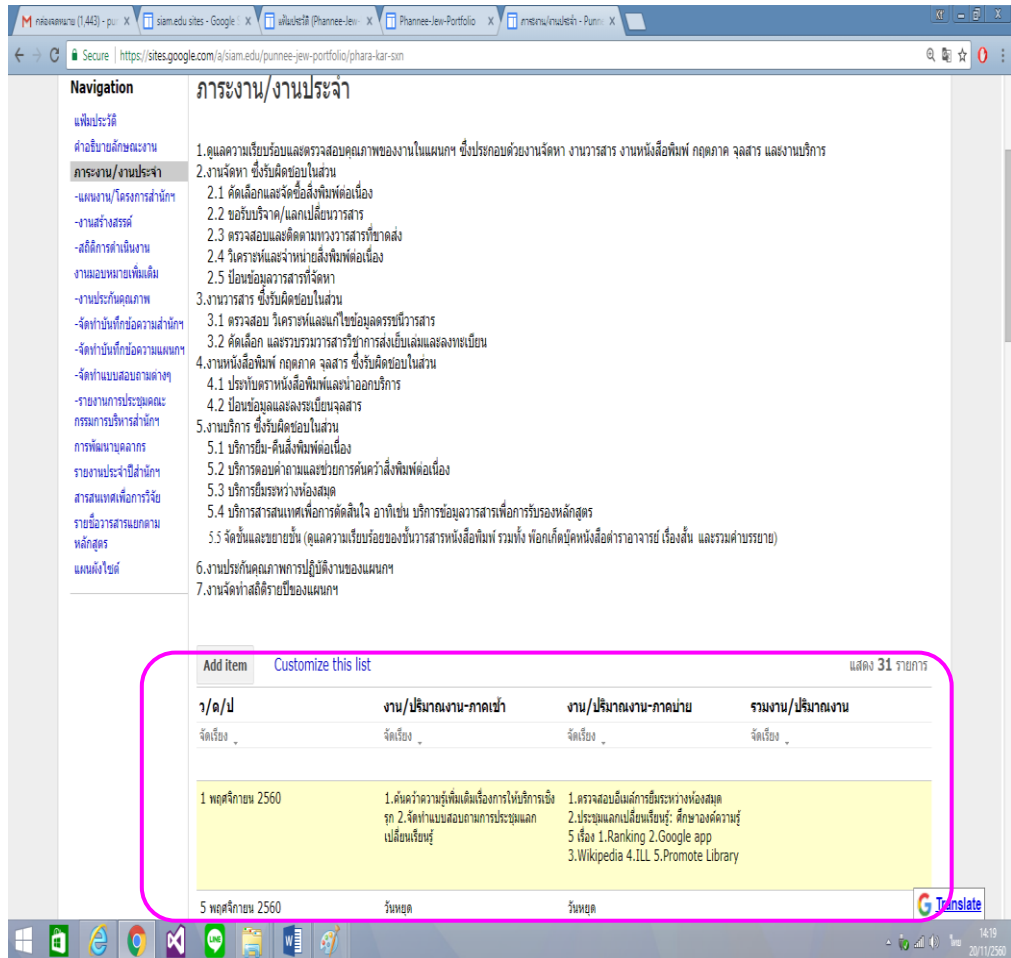 กล่องจดหมาย (1,443) - pur
siam.edu sites - Google
แฟ้มประวัติ (Phannee-Jew-
Phannee-Jew-Portfolio
ภาระงาน/งานประจำ - Punn
Secure | https://sites.google.com/a/siam.edu/punnee-jew-portfolio/phara-kar-sxn
Navigation
แฟ้มประวัติ
คำอธิบายลักษณะงาน
ภาระงาน/งานประจำ
-แผนงาน/โครงการสำนักฯ
-งานสร้างสรรค์
-สถิติการดำเนินงาน
งานมอบหมายเพิ่มเติม
-งานประกันคุณภาพ
-จัดทำบันทึกข้อความสำนักฯ
-จัดทำบันทึกข้อความแผนกฯ
-จัดทำแบบสอบถามต่างๆ
-รายงานการประชุมคณะ
กรรมการบริหารสำนักฯ
การพัฒนาบุคลากร
รายงานประจำปีสำนักฯ
สารสนเทศเพื่อการวิจัย
รายชื่อวารสารแยกตาม
หลักสูตร
แผนผังไซต์
ภาระงาน/งานประจำ
1.ดูแลความเรียบร้อยและตรวจสอบคุณภาพของงานในแผนกฯ ซึ่งประกอบด้วยงานจัดหา งานวารสาร งานหนังสือพิมพ์ กฤตภาค จุลสาร และงานบริการ
2.งานจัดหา ซึ่งรับผิดชอบในส่วน
2.1 คัดเลือกและจัดซื้อสิ่งพิมพ์ต่อเนื่อง
2.2 ขอรับบริจาค/แลกเปลี่ยนวารสาร
2.3 ตรวจสอบและติดตามทวงวารสารที่ขาดส่ง
2.4 วิเคราะห์และจำหน่ายสิ่งพิมพ์ต่อเนื่อง
2.5 ป้อนข้อมูลวารสารที่จัดหา
3.งานวารสาร ซึ่งรับผิดชอบในส่วน
3.1 ตรวจสอบ วิเคราะห์และแก้ไขข้อมูลดรรชนีวารสาร
3.2 คัดเลือก และรวบรวมวารสารวิชาการส่งเย็บเล่มและลงทะเบียน
4.งานหนังสือพิมพ์ กฤตภาค จุลสาร ซึ่งรับผิดชอบในส่วน
4.1 ประทับตราหนังสือพิมพ์และนำออกบริการ
4.2 ป้อนข้อมูลและลงระเบียนจุลสาร
5.งานบริการ ซึ่งรับผิดชอบในส่วน
5.1 บริการยืม-คืนสิ่งพิมพ์ต่อเนื่อง
5.2 บริการตอบคำถามและช่วยการค้นคว้าสิ่งพิมพ์ต่อเนื่อง
5.3 บริการยืมระหว่างห้องสมุด
5.4 บริการสารสนเทศเพื่อการตัดสินใจ อาทิเช่น บริการข้อมูลวารสารเพื่อการรับรองหลักสูตร
5.5 จัดชั้นและขยายชั้น (ดูแลความเรียบร้อยของชั้นวารสารหนังสือพิมพ์ รวมทั้ง พ๊อกเก็ตบุ๊คหนังสือตำราอาจารย์ เรื่องสั้น และรวมคำบรรยาย)
6.งานประกันคุณภาพการปฏิบัติงานของแผนกฯ
7.งานจัดทำสถิติรายปีของแผนกฯ
Add item Customize this list แสดง 31 รายการ
ว/ด/ป งาน/ปริมาณงาน-ภาคเช้า งาน/ปริมาณงาน-ภาคบ่าย รวมงาน/ปริมาณงาน
จัดเรียง จัดเรียง จัดเรียง จัดเรียง
1 พฤศจิกายน 2560
1.ค้นคว้าความรู้เพิ่มเติมเรื่องการให้บริการเชิง
รุก 2.จัดทำแบบสอบถามการประชุมแลก
เปลี่ยนเรียนรู้
1.ตรวจสอบอีเมล์การยืมระหว่างห้องสมุด
2.ประชุมแลกเปลี่ยนเรียนรู้: ศึกษาองค์ความรู้
5 เรื่อง 1.Ranking 2.Google app
3.Wikipedia 4.ILL 5.Promote Library
5 พฤศจิกายน 2560 วันหยุด วันหยุด
Translate
ไทย
14:19
20/11/2560